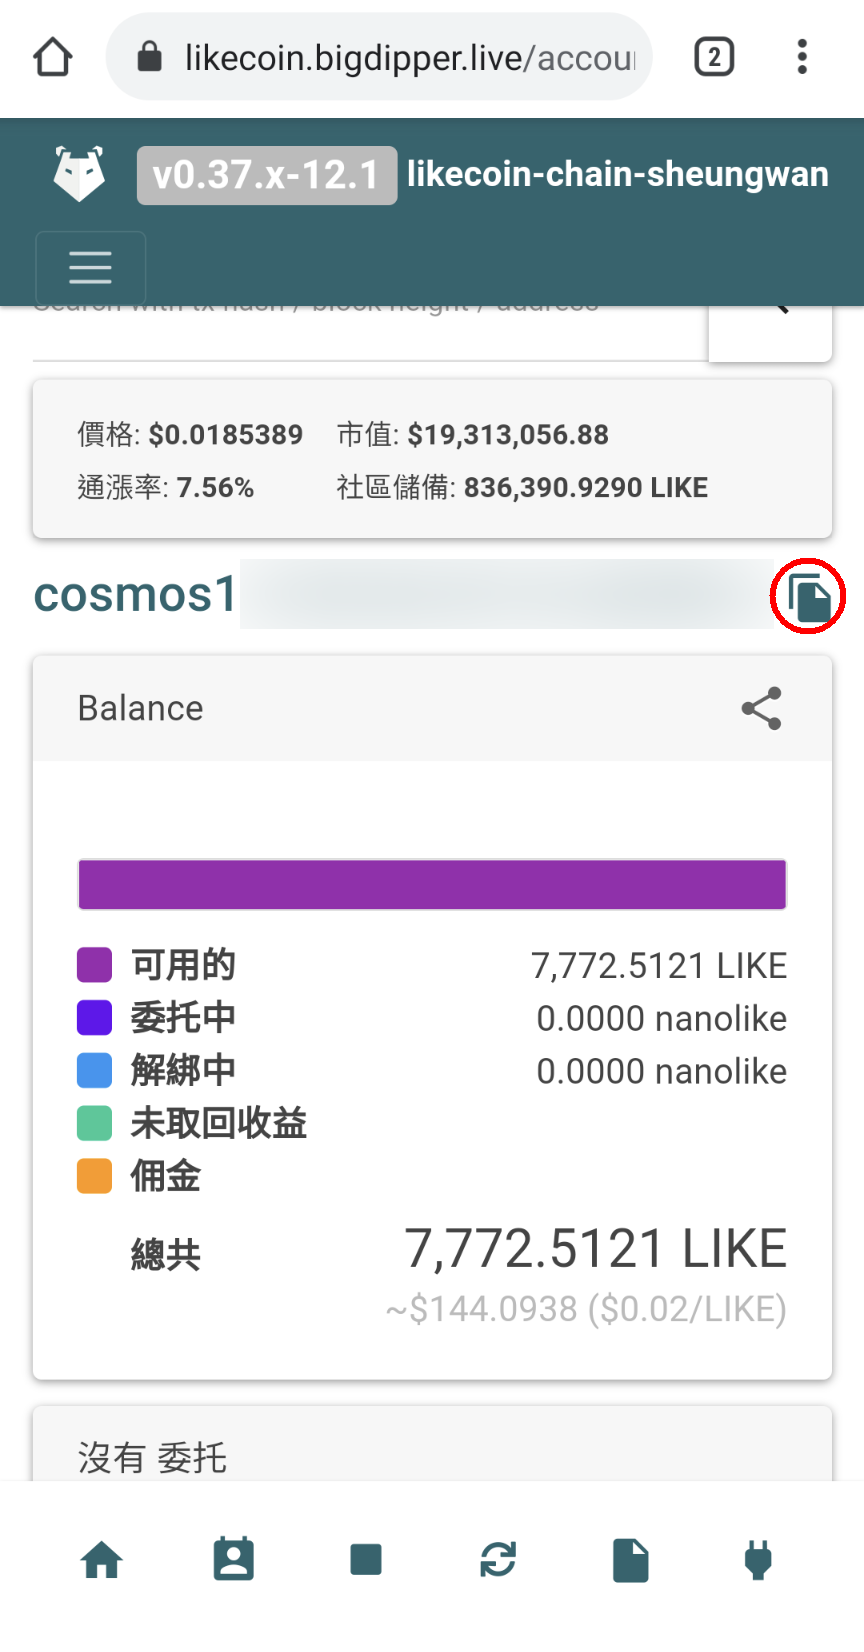 likecoin.bigdipper.live/accou
2
v0.37.x-12.1 likecoin-chain-sheungwan
Search with tx hash / block height / address
價格: $0.0185389 市值: $19,313,056.88
通漲率: 7.56% 社區儲備: 836,390.9290 LIKE
cosmos1
Balance
可用的 7,772.5121 LIKE
委托中 0.0000 nanolike
解綁中 0.0000 nanolike
未取回收益
佣金
總共 7,772.5121 LIKE
~$144.0938 ($0.02/LIKE)
沒有 委托